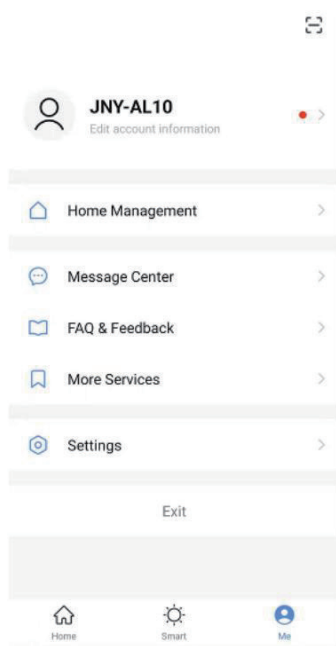 JNY-AL10
Edit account information
Home Management
Message Center
FAQ & Feedback
More Services
Settings
Exit
Home
Smart
Me